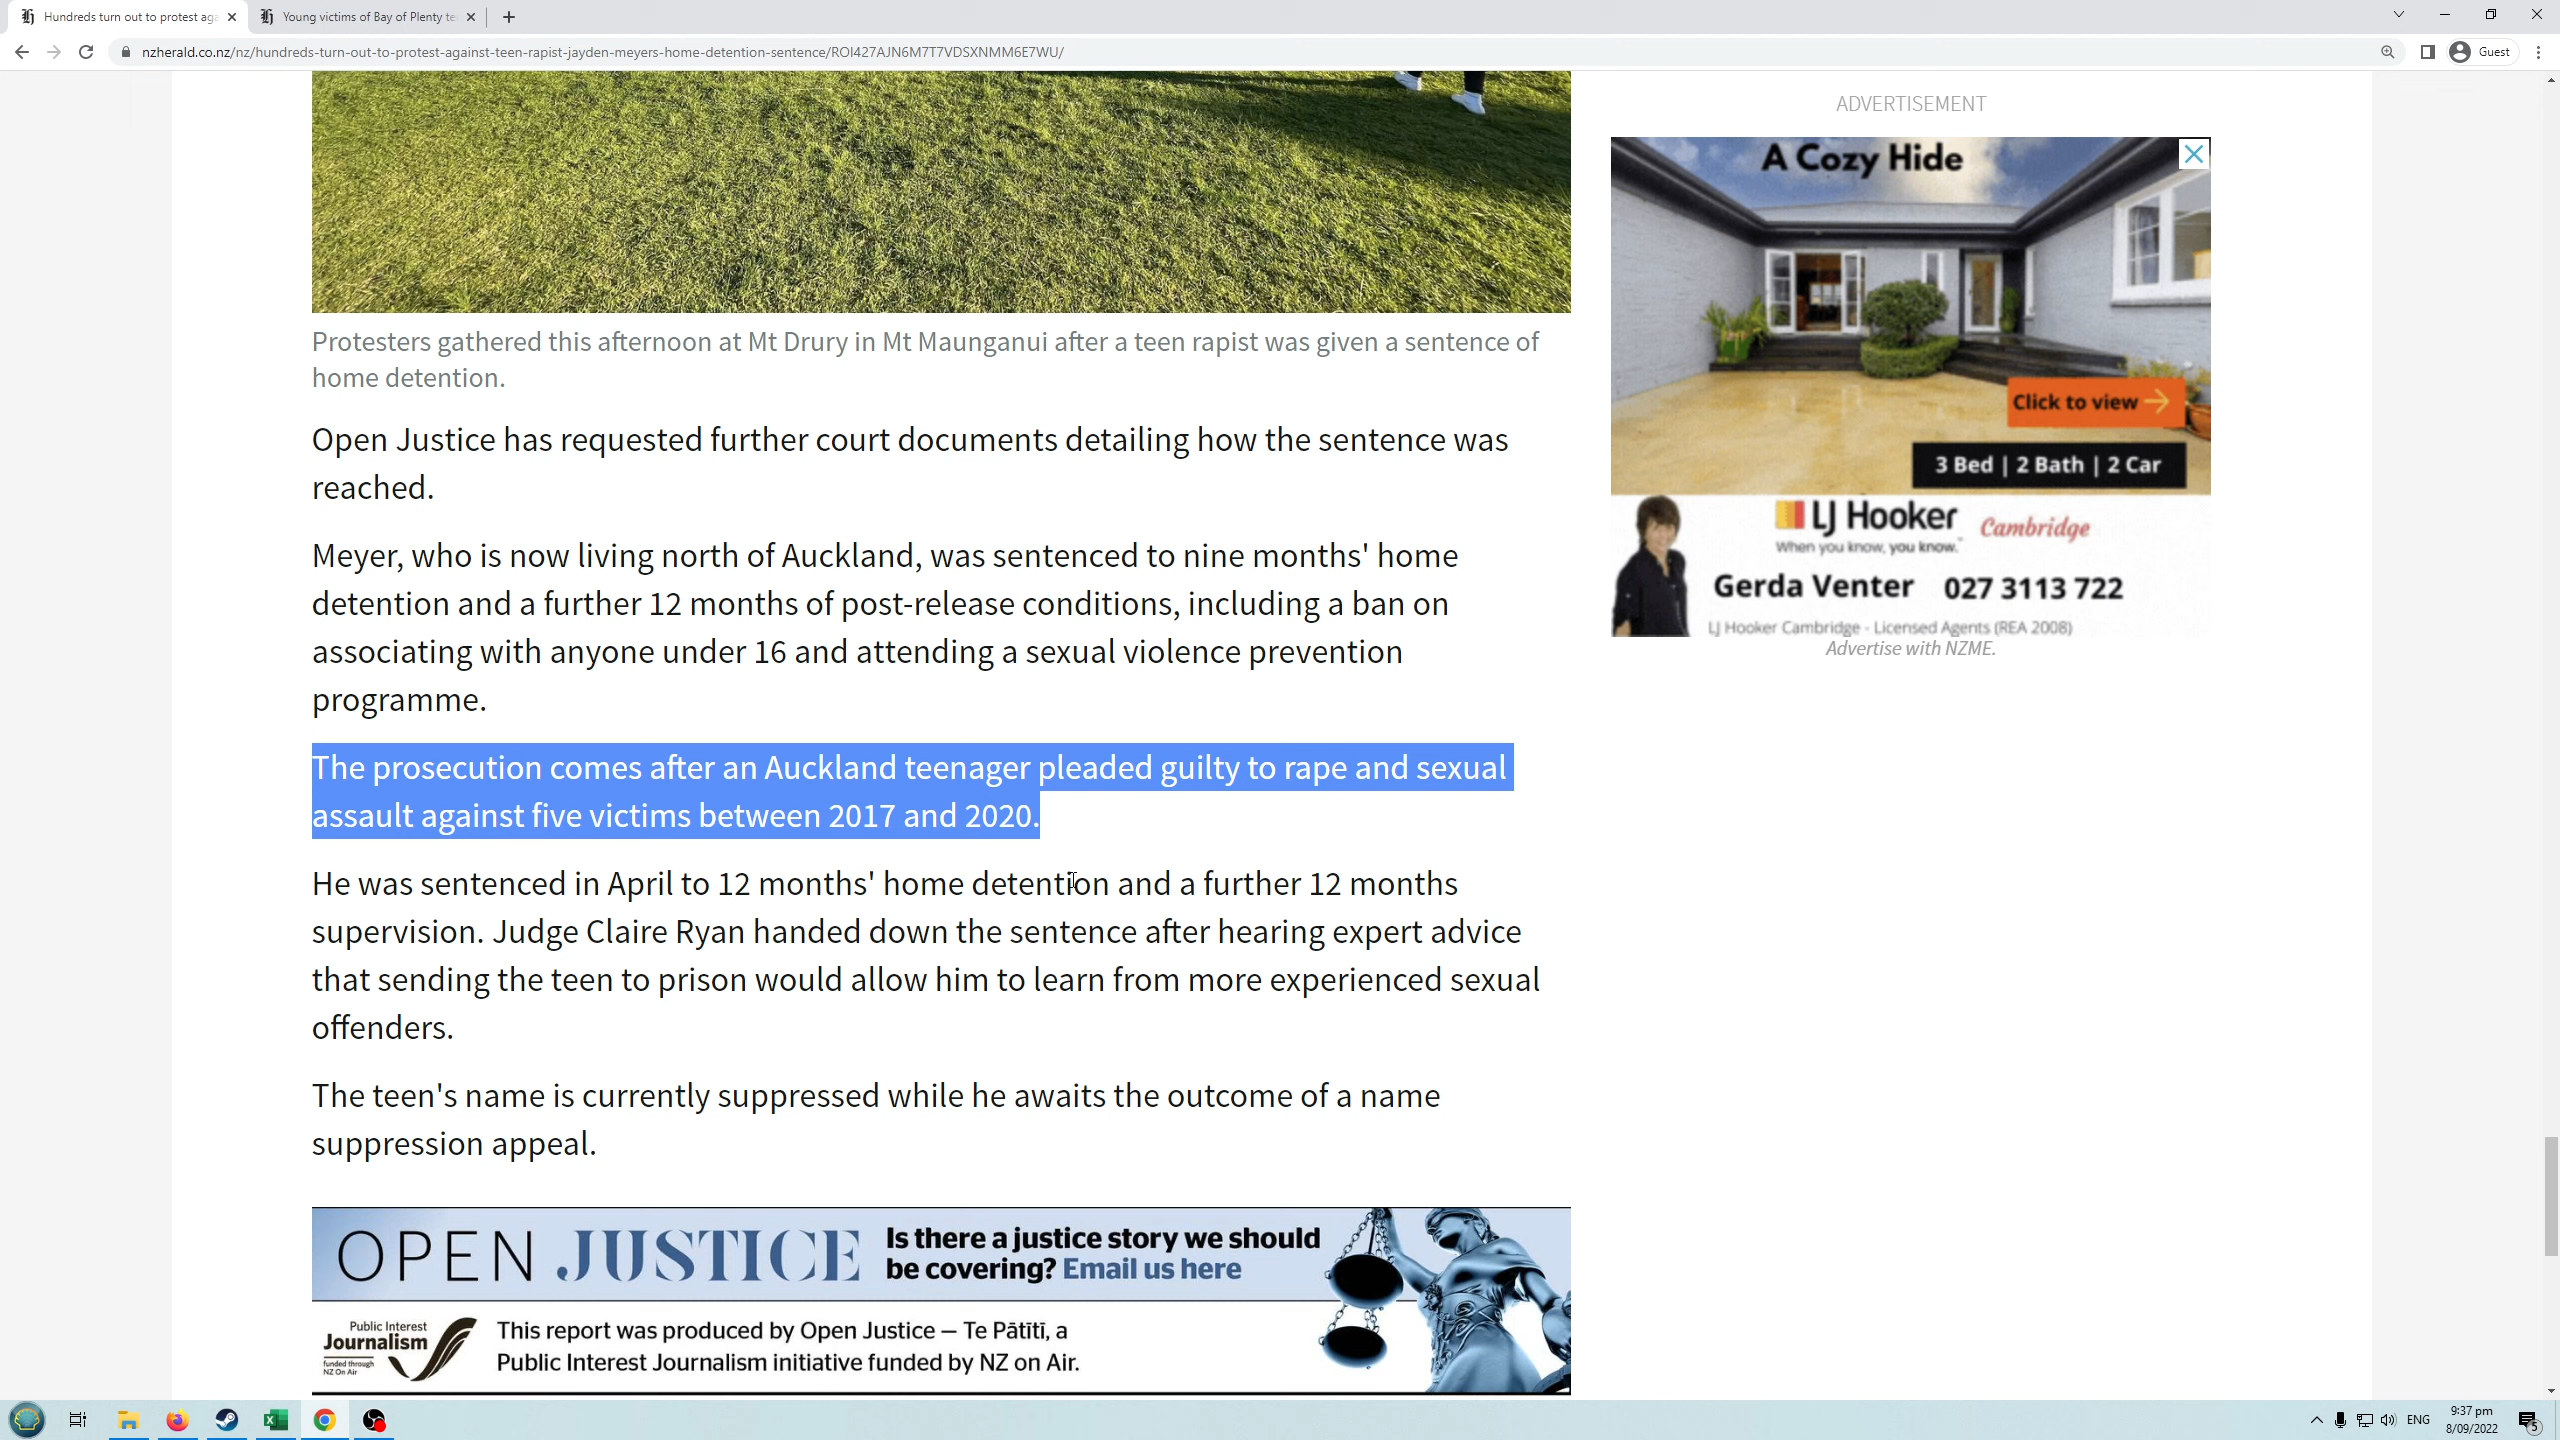 Hundreds turn out to protest aga
Young victims of Bay of Plenty te
nzherald.co.nz/nz/hundreds-turn-out-to-protest-against-teen-rapist-jayden-meyers-home-detention-sentence/ROI427AJN6M7T7VDSXNMM6E7WU/
Guest
Protesters gathered this afternoon at Mt Drury in Mt Maunganui after a teen rapist was given a sentence of
home detention.
Open Justice has requested further court documents detailing how the sentence was
reached.
Meyer, who is now living north of Auckland, was sentenced to nine months' home
detention and a further 12 months of post-release conditions, including a ban on
associating with anyone under 16 and attending a sexual violence prevention
programme.
The prosecution comes after an Auckland teenager pleaded guilty to rape and sexual
assault against five victims between 2017 and 2020.
He was sentenced in April to 12 months' home detention and a further 12 months
supervision. Judge Claire Ryan handed down the sentence after hearing expert advice
that sending the teen to prison would allow him to learn from more experienced sexual
offenders.
The teen's name is currently suppressed while he awaits the outcome of a name
suppression appeal.
ADVERTISEMENT
A Cozy Hide
Click to view
3 Bed | 2 Bath | 2 Car
LJ Hooker Cambridge
When you know, you know.
Gerda Venter 027 3113 722
LJ Hooker Cambridge - Licensed Agents (REA 2008)
Advertise with NZME.
OPEN JUSTICE
Is there a justice story we should
be covering? Email us here
Public Interest
Journalism
funded through
NZ On Air
This report was produced by Open Justice – Te Pātītī, a
Public Interest Journalism initiative funded by NZ on Air.
ENG
9:37 pm
8/09/2022
5